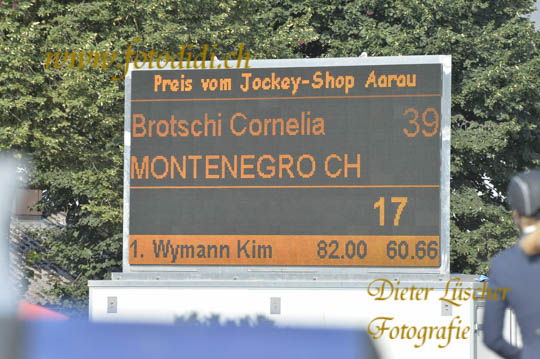 www.fotodidi.ch
Preis vom Jockey-Shop Aarau
Brotschi Cornelia 39
MONTENEGRO CH
17
1. Wymann Kim 82.00 60.66
Dieter Lüscher
Fotografie